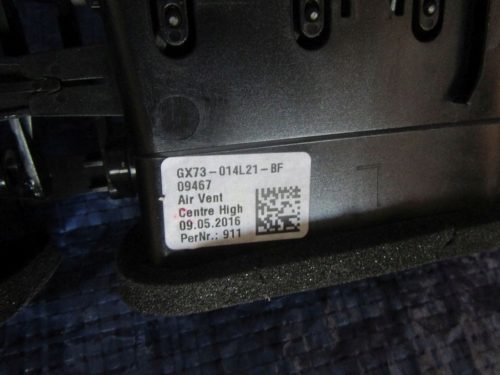 GX73-014L21-BF
09467
Air Vent
Centre High
09.05.2016
PerNr.: 911